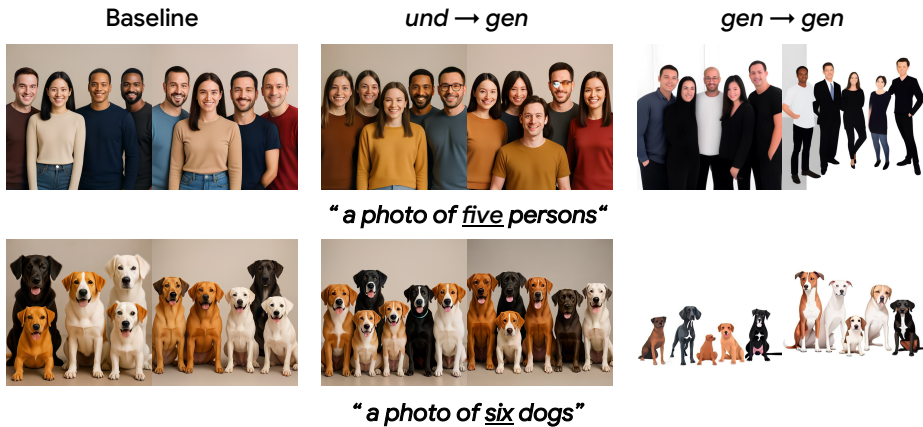 Baseline
und → gen
gen → gen
“ a photo of five persons“
“ a photo of six dogs”